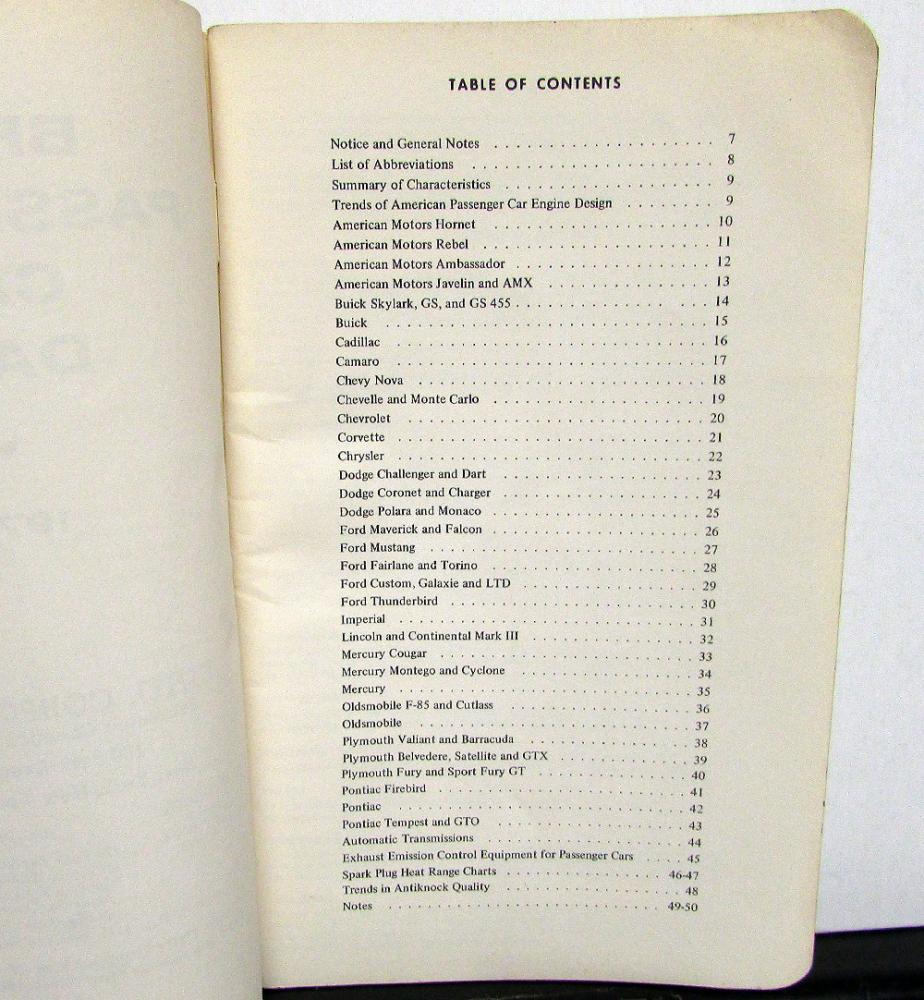 TABLE OF CONTENTS
Notice and General Notes . . . . . . . . . . . . . . . . . . . . 7
List of Abbreviations . . . . . . . . . . . . . . . . . . . . . . 8
Summary of Characteristics . . . . . . . . . . . . . . . . . . . 9
Trends of American Passenger Car Engine Design . . . . . . . . 9
American Motors Hornet . . . . . . . . . . . . . . . . . . . . 10
American Motors Rebel . . . . . . . . . . . . . . . . . . . . . 11
American Motors Ambassador . . . . . . . . . . . . . . . . . . 12
American Motors Javelin and AMX . . . . . . . . . . . . . . . 13
Buick Skylark, GS, and GS 455 . . . . . . . . . . . . . . . . . 14
Buick . . . . . . . . . . . . . . . . . . . . . . . . . . . . . 15
Cadillac . . . . . . . . . . . . . . . . . . . . . . . . . . . . 16
Camaro . . . . . . . . . . . . . . . . . . . . . . . . . . . . 17
Chevy Nova . . . . . . . . . . . . . . . . . . . . . . . . . . 18
Chevelle and Monte Carlo . . . . . . . . . . . . . . . . . . . 19
Chevrolet . . . . . . . . . . . . . . . . . . . . . . . . . . . 20
Corvette . . . . . . . . . . . . . . . . . . . . . . . . . . . . 21
Chrysler . . . . . . . . . . . . . . . . . . . . . . . . . . . . 22
Dodge Challenger and Dart . . . . . . . . . . . . . . . . . . 23
Dodge Coronet and Charger . . . . . . . . . . . . . . . . . . 24
Dodge Polara and Monaco . . . . . . . . . . . . . . . . . . . 25
Ford Maverick and Falcon . . . . . . . . . . . . . . . . . . . 26
Ford Mustang . . . . . . . . . . . . . . . . . . . . . . . . . 27
Ford Fairlane and Torino . . . . . . . . . . . . . . . . . . . 28
Ford Custom, Galaxie and LTD . . . . . . . . . . . . . . . . 29
Ford Thunderbird . . . . . . . . . . . . . . . . . . . . . . . 30
Imperial . . . . . . . . . . . . . . . . . . . . . . . . . . . . 31
Lincoln and Continental Mark III . . . . . . . . . . . . . . . 32
Mercury Cougar . . . . . . . . . . . . . . . . . . . . . . . . 33
Mercury Montego and Cyclone . . . . . . . . . . . . . . . . 34
Mercury . . . . . . . . . . . . . . . . . . . . . . . . . . . . 35
Oldsmobile F-85 and Cutlass . . . . . . . . . . . . . . . . . 36
Oldsmobile . . . . . . . . . . . . . . . . . . . . . . . . . . 37
Plymouth Valiant and Barracuda . . . . . . . . . . . . . . . 38
Plymouth Belvedere, Satellite and GTX . . . . . . . . . . . . 39
Plymouth Fury and Sport Fury GT . . . . . . . . . . . . . . 40
Pontiac Firebird . . . . . . . . . . . . . . . . . . . . . . . . 41
Pontiac . . . . . . . . . . . . . . . . . . . . . . . . . . . . 42
Pontiac Tempest and GTO . . . . . . . . . . . . . . . . . . . 43
Automatic Transmissions . . . . . . . . . . . . . . . . . . . 44
Exhaust Emission Control Equipment for Passenger Cars . . . . 45
Spark Plug Heat Range Charts . . . . . . . . . . . . . . . 46-47
Trends in Antiknock Quality . . . . . . . . . . . . . . . . . 48
Notes . . . . . . . . . . . . . . . . . . . . . . . . . . . 49-50